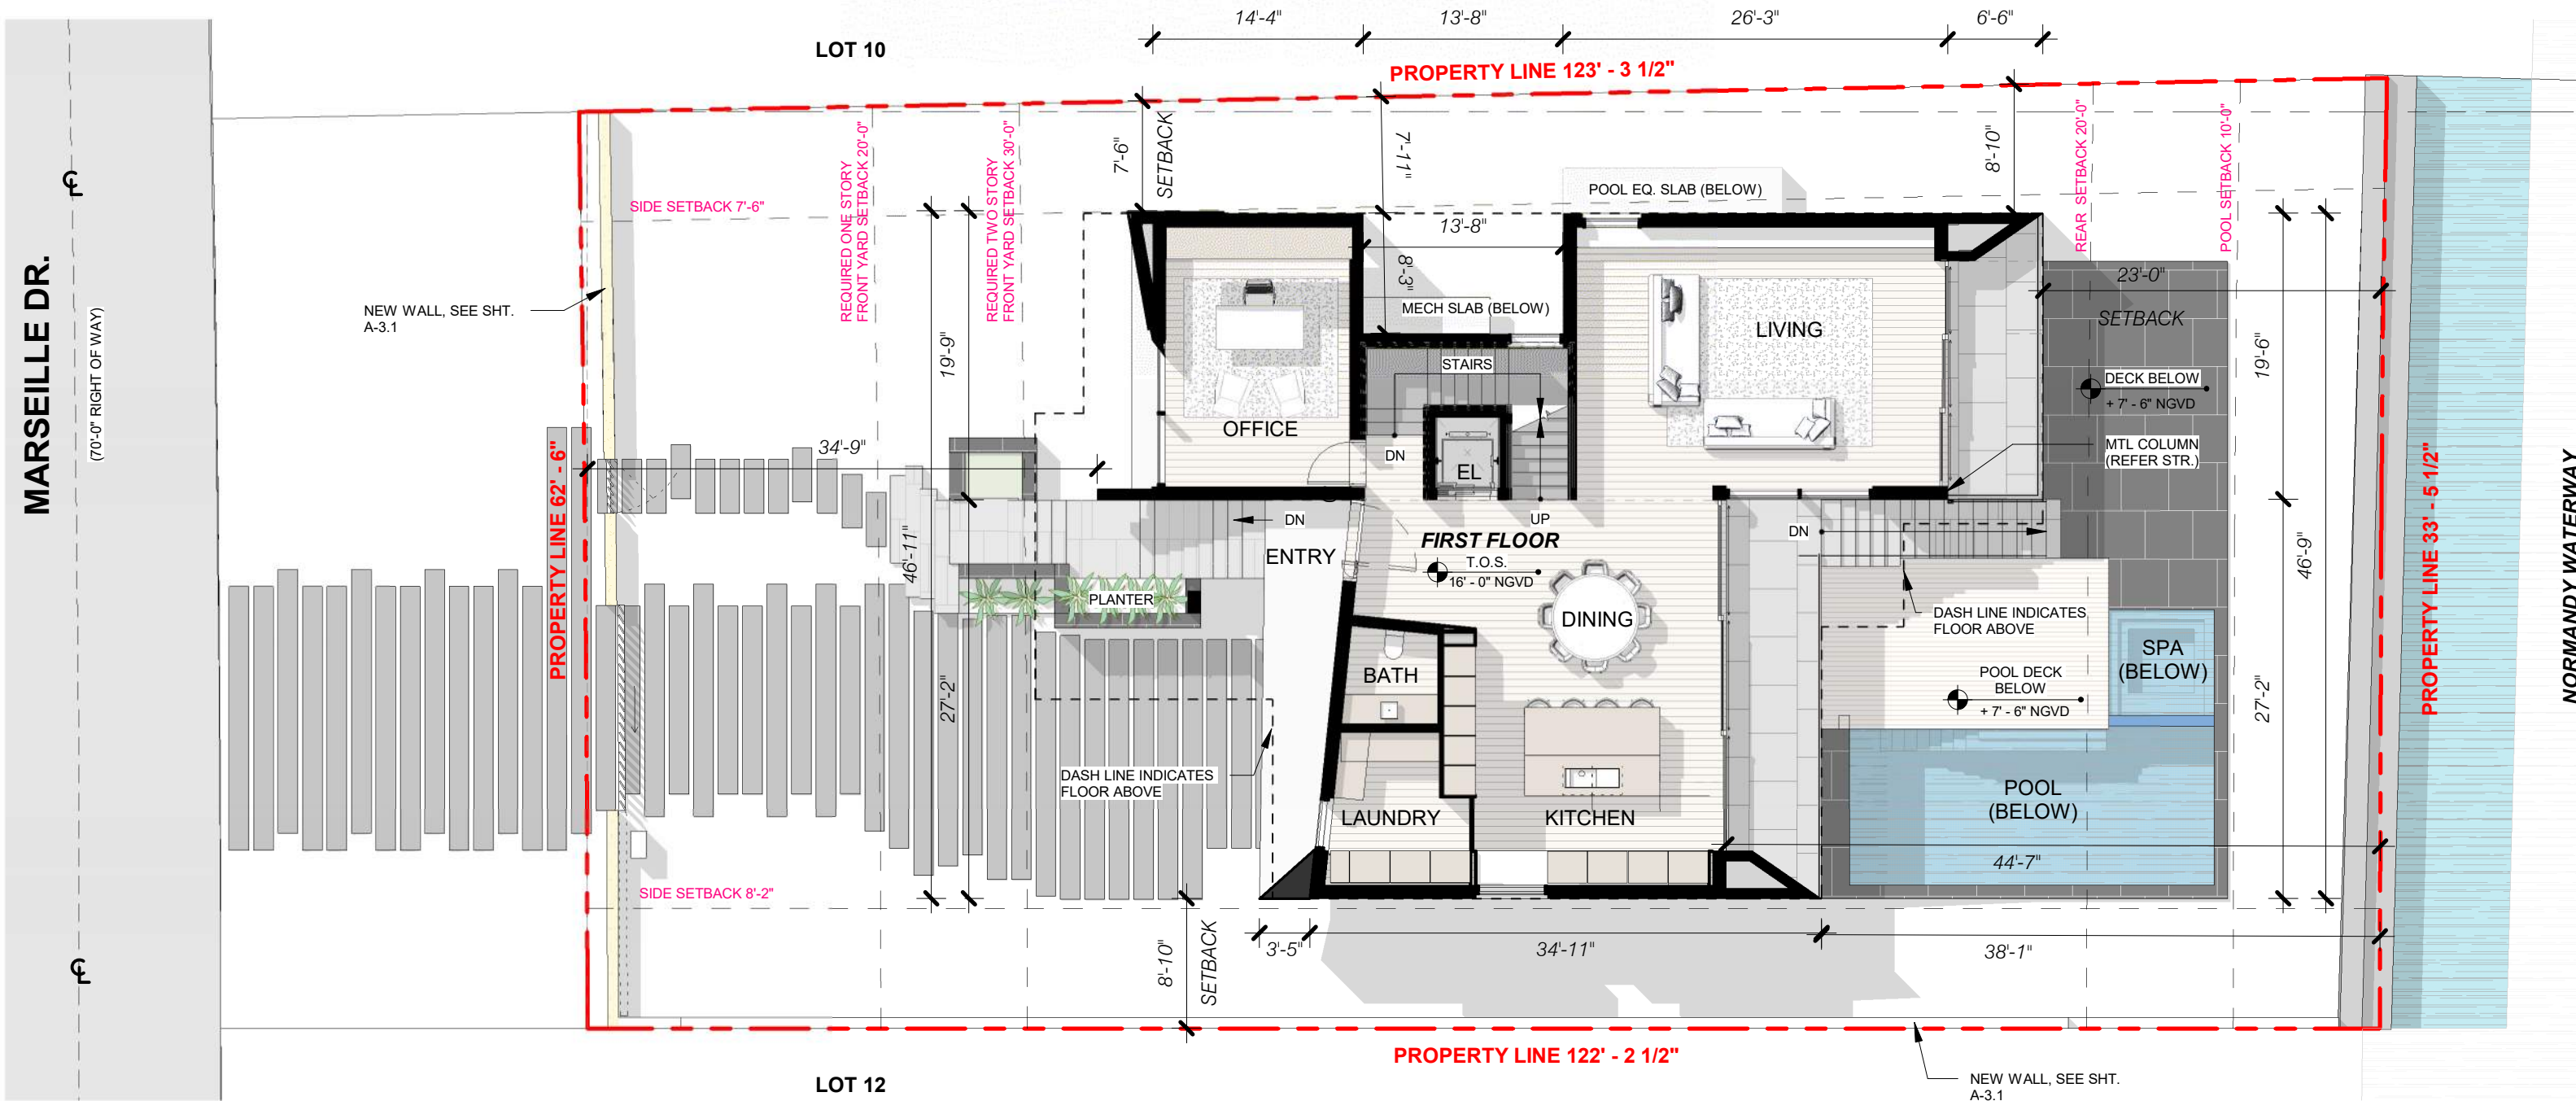 14'-4"
13'-8"
26'-3"
6'-6"
LOT 10
PROPERTY LINE 123' - 3 1/2"
MARSEILLE DR.
(70'-0" RIGHT OF WAY)
NEW WALL, SEE SHT.
A-3.1
PROPERTY LINE 62' - 6"
SIDE SETBACK 7'-6"
REQUIRED ONE STORY
FRONT YARD SETBACK 20'-0"
REQUIRED TWO STORY
FRONT YARD SETBACK 30'-0"
7'-6"
SETBACK
7'-11"
8'-10"
REAR SETBACK 20'-0"
POOL SETBACK 10'-0"
POOL EQ. SLAB (BELOW)
13'-8"
8'-3"
MECH SLAB (BELOW)
23'-0"
SETBACK
19'-9"
19'-6"
LIVING
STAIRS
DECK BELOW
+ 7' - 6" NGVD
OFFICE
34'-9"
DN
EL
MTL COLUMN
(REFER STR.)
UP
DN
DN
ENTRY
FIRST FLOOR
T.O.S.
16' - 0" NGVD
46'-11"
46'-9"
PLANTER
DINING
DASH LINE INDICATES
FLOOR ABOVE
SPA
(BELOW)
BATH
POOL DECK
BELOW
+ 7' - 6" NGVD
27'-2"
27'-2"
PROPERTY LINE 33' - 5 1/2"
NORMANDY WATERWAY
DASH LINE INDICATES
FLOOR ABOVE
LAUNDRY
KITCHEN
POOL
(BELOW)
44'-7"
SIDE SETBACK 8'-2"
8'-10"
SETBACK
3'-5"
34'-11"
38'-1"
PROPERTY LINE 122' - 2 1/2"
LOT 12
NEW WALL, SEE SHT.
A-3.1